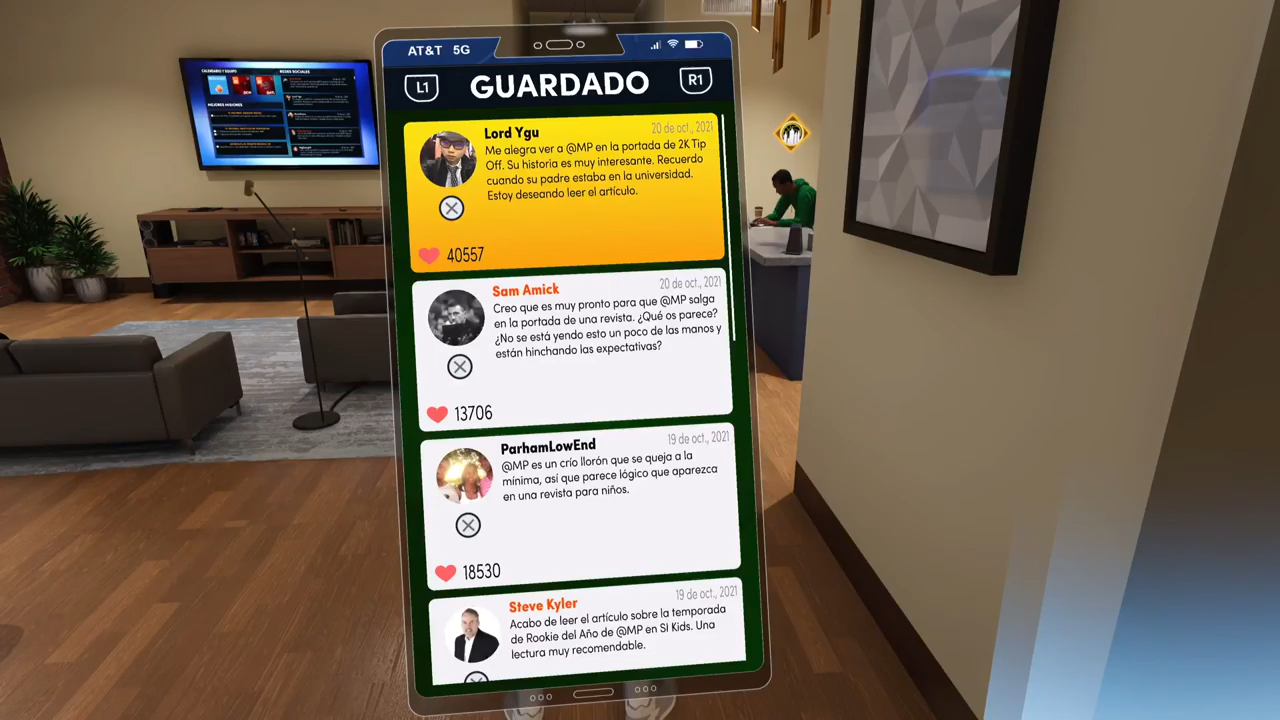 AT&T 5G
L1
GUARDADO
R1
Lord Ygu
20 de oct., 2021
Me alegra ver a @MP en la portada de 2K Tip
Off. Su historia es muy interesante. Recuerdo
cuando su padre estaba en la universidad.
Estoy deseando leer el artículo.
40557
Sam Amick
20 de oct., 2021
Creo que es muy pronto para que @MP salga
en la portada de una revista. ¿Qué os parece?
¿No se está yendo esto un poco de las manos y
están hinchando las expectativas?
13706
ParhamLowEnd
19 de oct., 2021
@MP es un crío llorón que se queja a la
mínima, así que parece lógico que aparezca
en una revista para niños.
18530
Steve Kyler
19 de oct., 2021
Acabo de leer el artículo sobre la temporada
de Rookie del Año de @MP en SI Kids. Una
lectura muy recomendable.
CALENDARIO Y EQUIPO
REDES SOCIALES
MEJORES MISIONES